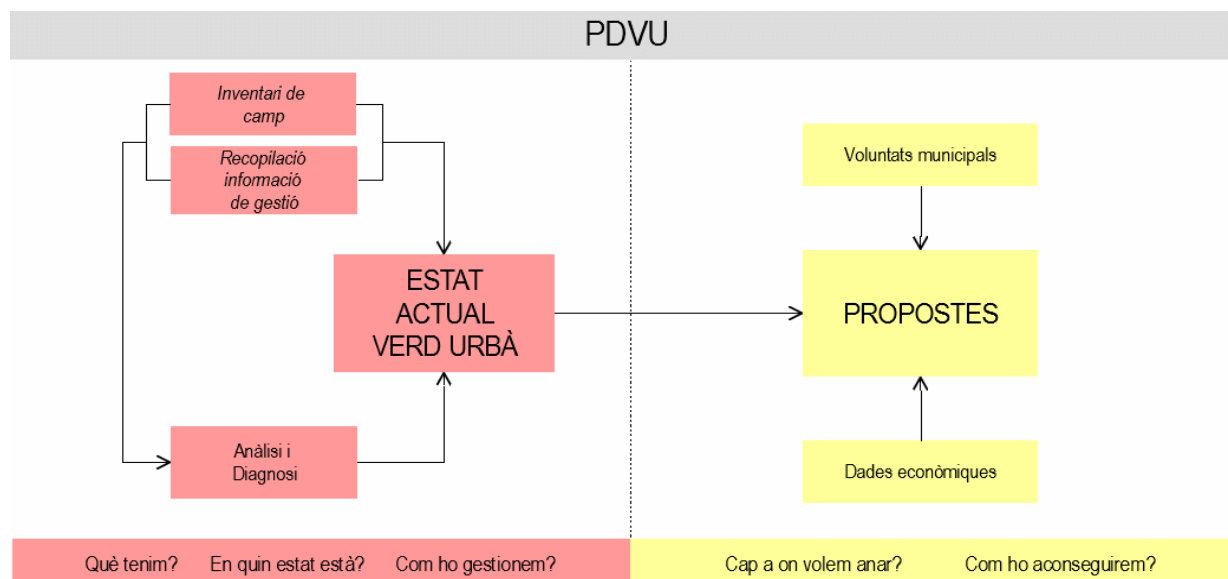 PDVU
Inventari de
camp
Recopilació
informació
de gestió
ESTAT
ACTUAL
VERD URBÀ
Anàlisi i
Diagnosi
Voluntats municipals
PROPOSTES
Dades econòmiques
Què tenim? En quin estat està? Com ho gestionem?
Cap a on volem anar? Com ho aconseguirem?